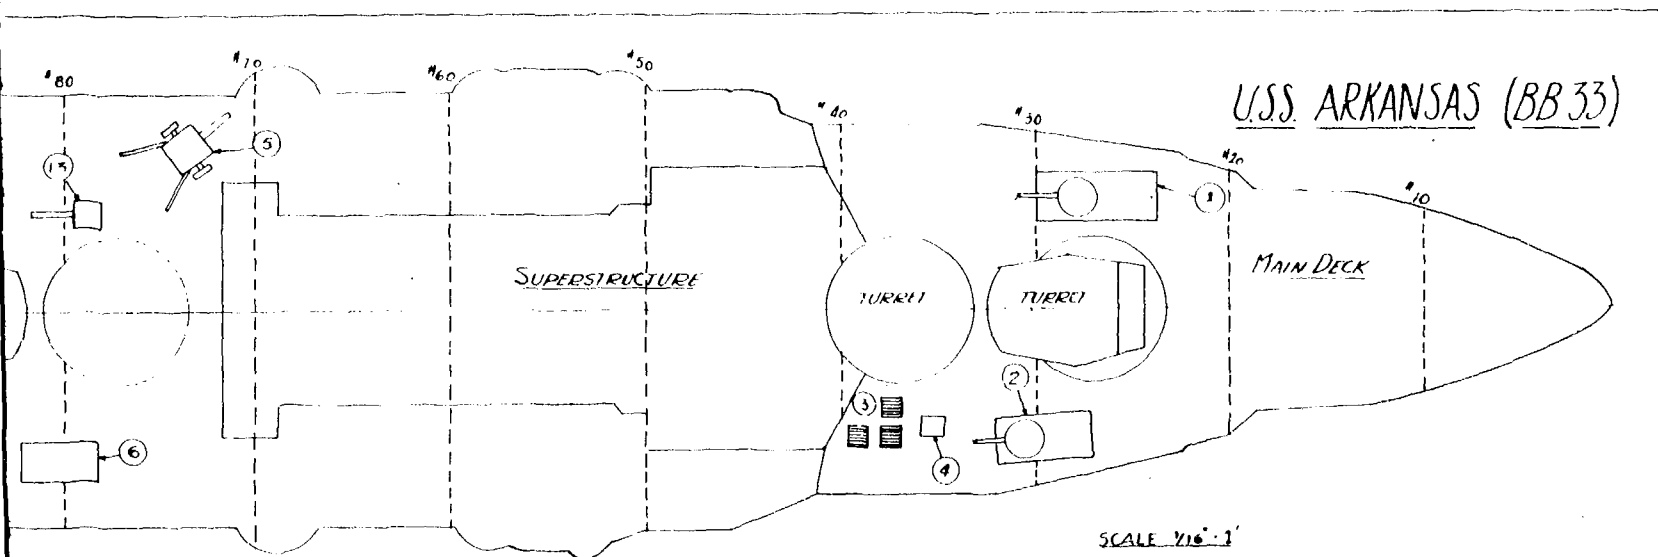 #80
#70
#60
#50
#40
#30
#20
#10
U.S.S. ARKANSAS (BB 33)
13
5
1
SUPERSTRUCTURE
TURRET
TURRET
MAIN DECK
2
3
6
4
SCALE 1/16" - 1'